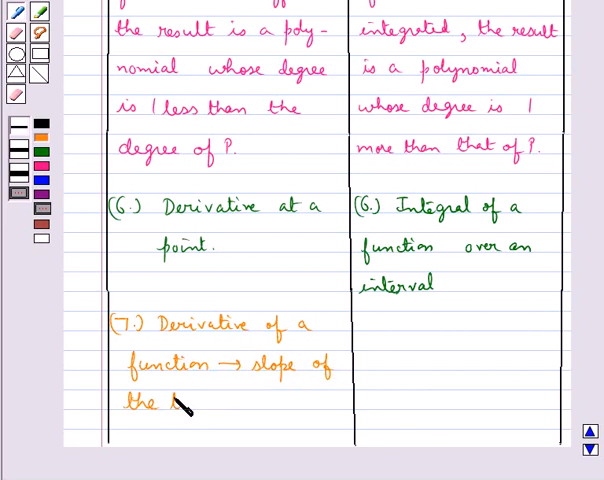 the result is a poly-
nomial whose degree
is 1 less than the
degree of P.
integrated, the result
is a polynomial
whose degree is 1
more than that of P.
(6.) Derivative at a
point.
(6.) Integral of a
function over an
interval
(7.) Derivative of a
function → slope of
the t